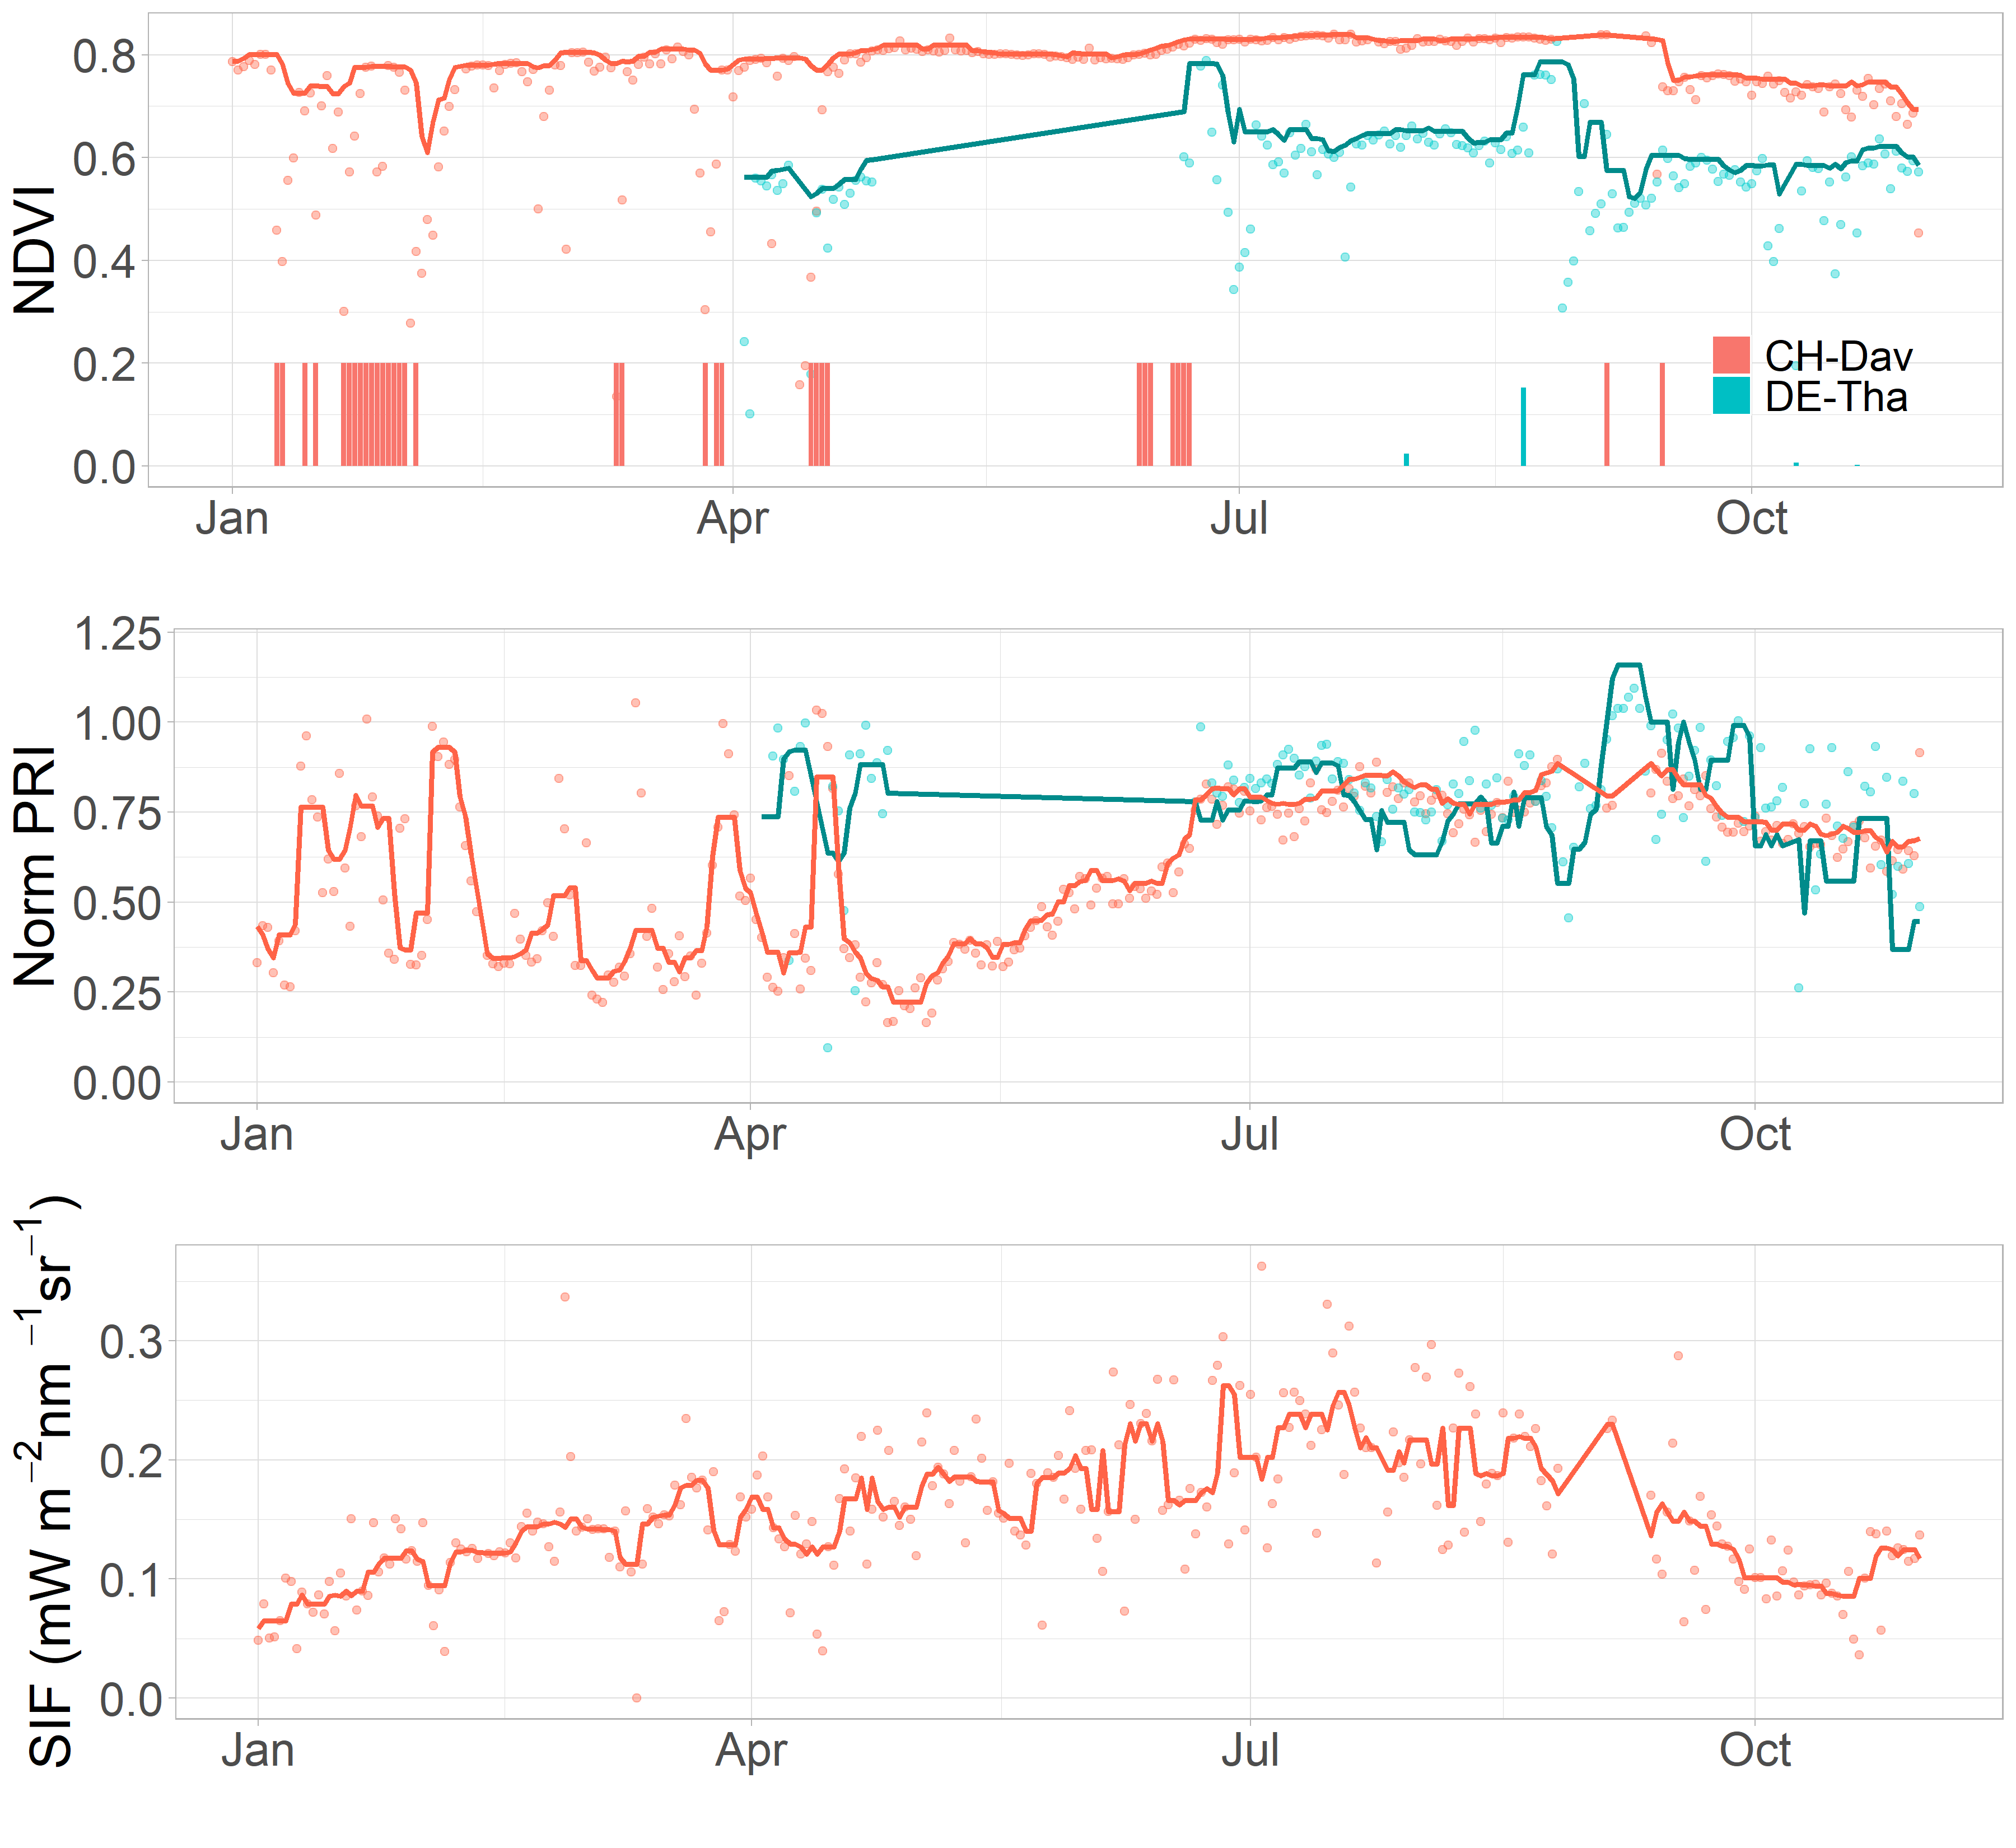 NDVI
0.8
0.6
0.4
0.2
0.0
CH-Dav
DE-Tha
Jan Apr Jul Oct
Norm PRI
1.25
1.00
0.75
0.50
0.25
0.00
Jan Apr Jul Oct
SIF (mW m⁻²nm ⁻¹sr⁻¹)
0.3
0.2
0.1
0.0
Jan Apr Jul Oct